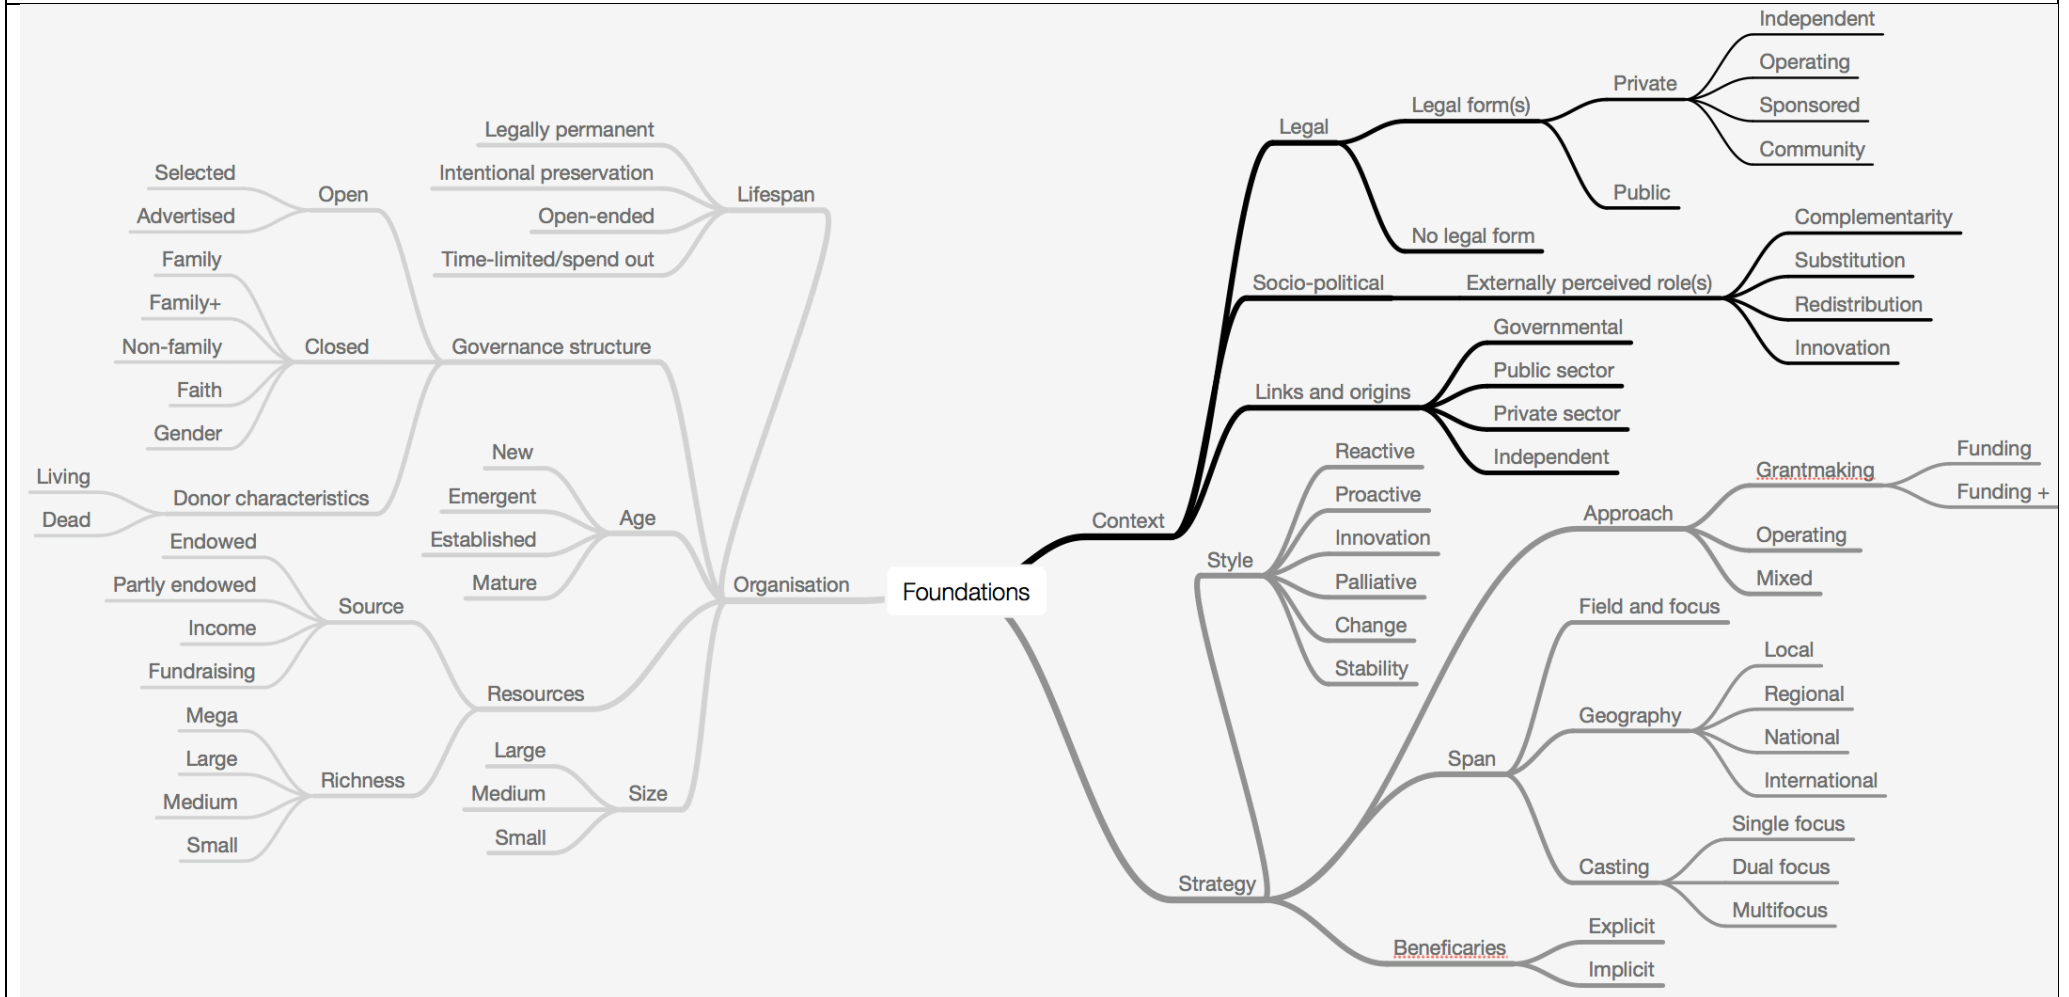 Foundations
Context
Legal
Legal form(s)
Private
Independent
Operating
Sponsored
Community
Public
No legal form
Socio-political
Externally perceived role(s)
Complementarity
Substitution
Redistribution
Innovation
Links and origins
Governmental
Public sector
Private sector
Independent
Strategy
Style
Reactive
Proactive
Innovation
Palliative
Change
Stability
Approach
Grantmaking
Funding
Funding +
Operating
Mixed
Span
Field and focus
Geography
Local
Regional
National
International
Casting
Single focus
Dual focus
Multifocus
Beneficaries
Explicit
Implicit
Organisation
Lifespan
Legally permanent
Intentional preservation
Open-ended
Time-limited/spend out
Governance structure
Open
Selected
Advertised
Closed
Family
Family+
Non-family
Faith
Gender
Donor characteristics
Living
Dead
Age
New
Emergent
Established
Mature
Resources
Source
Endowed
Partly endowed
Income
Fundraising
Richness
Mega
Large
Medium
Small
Size
Large
Medium
Small